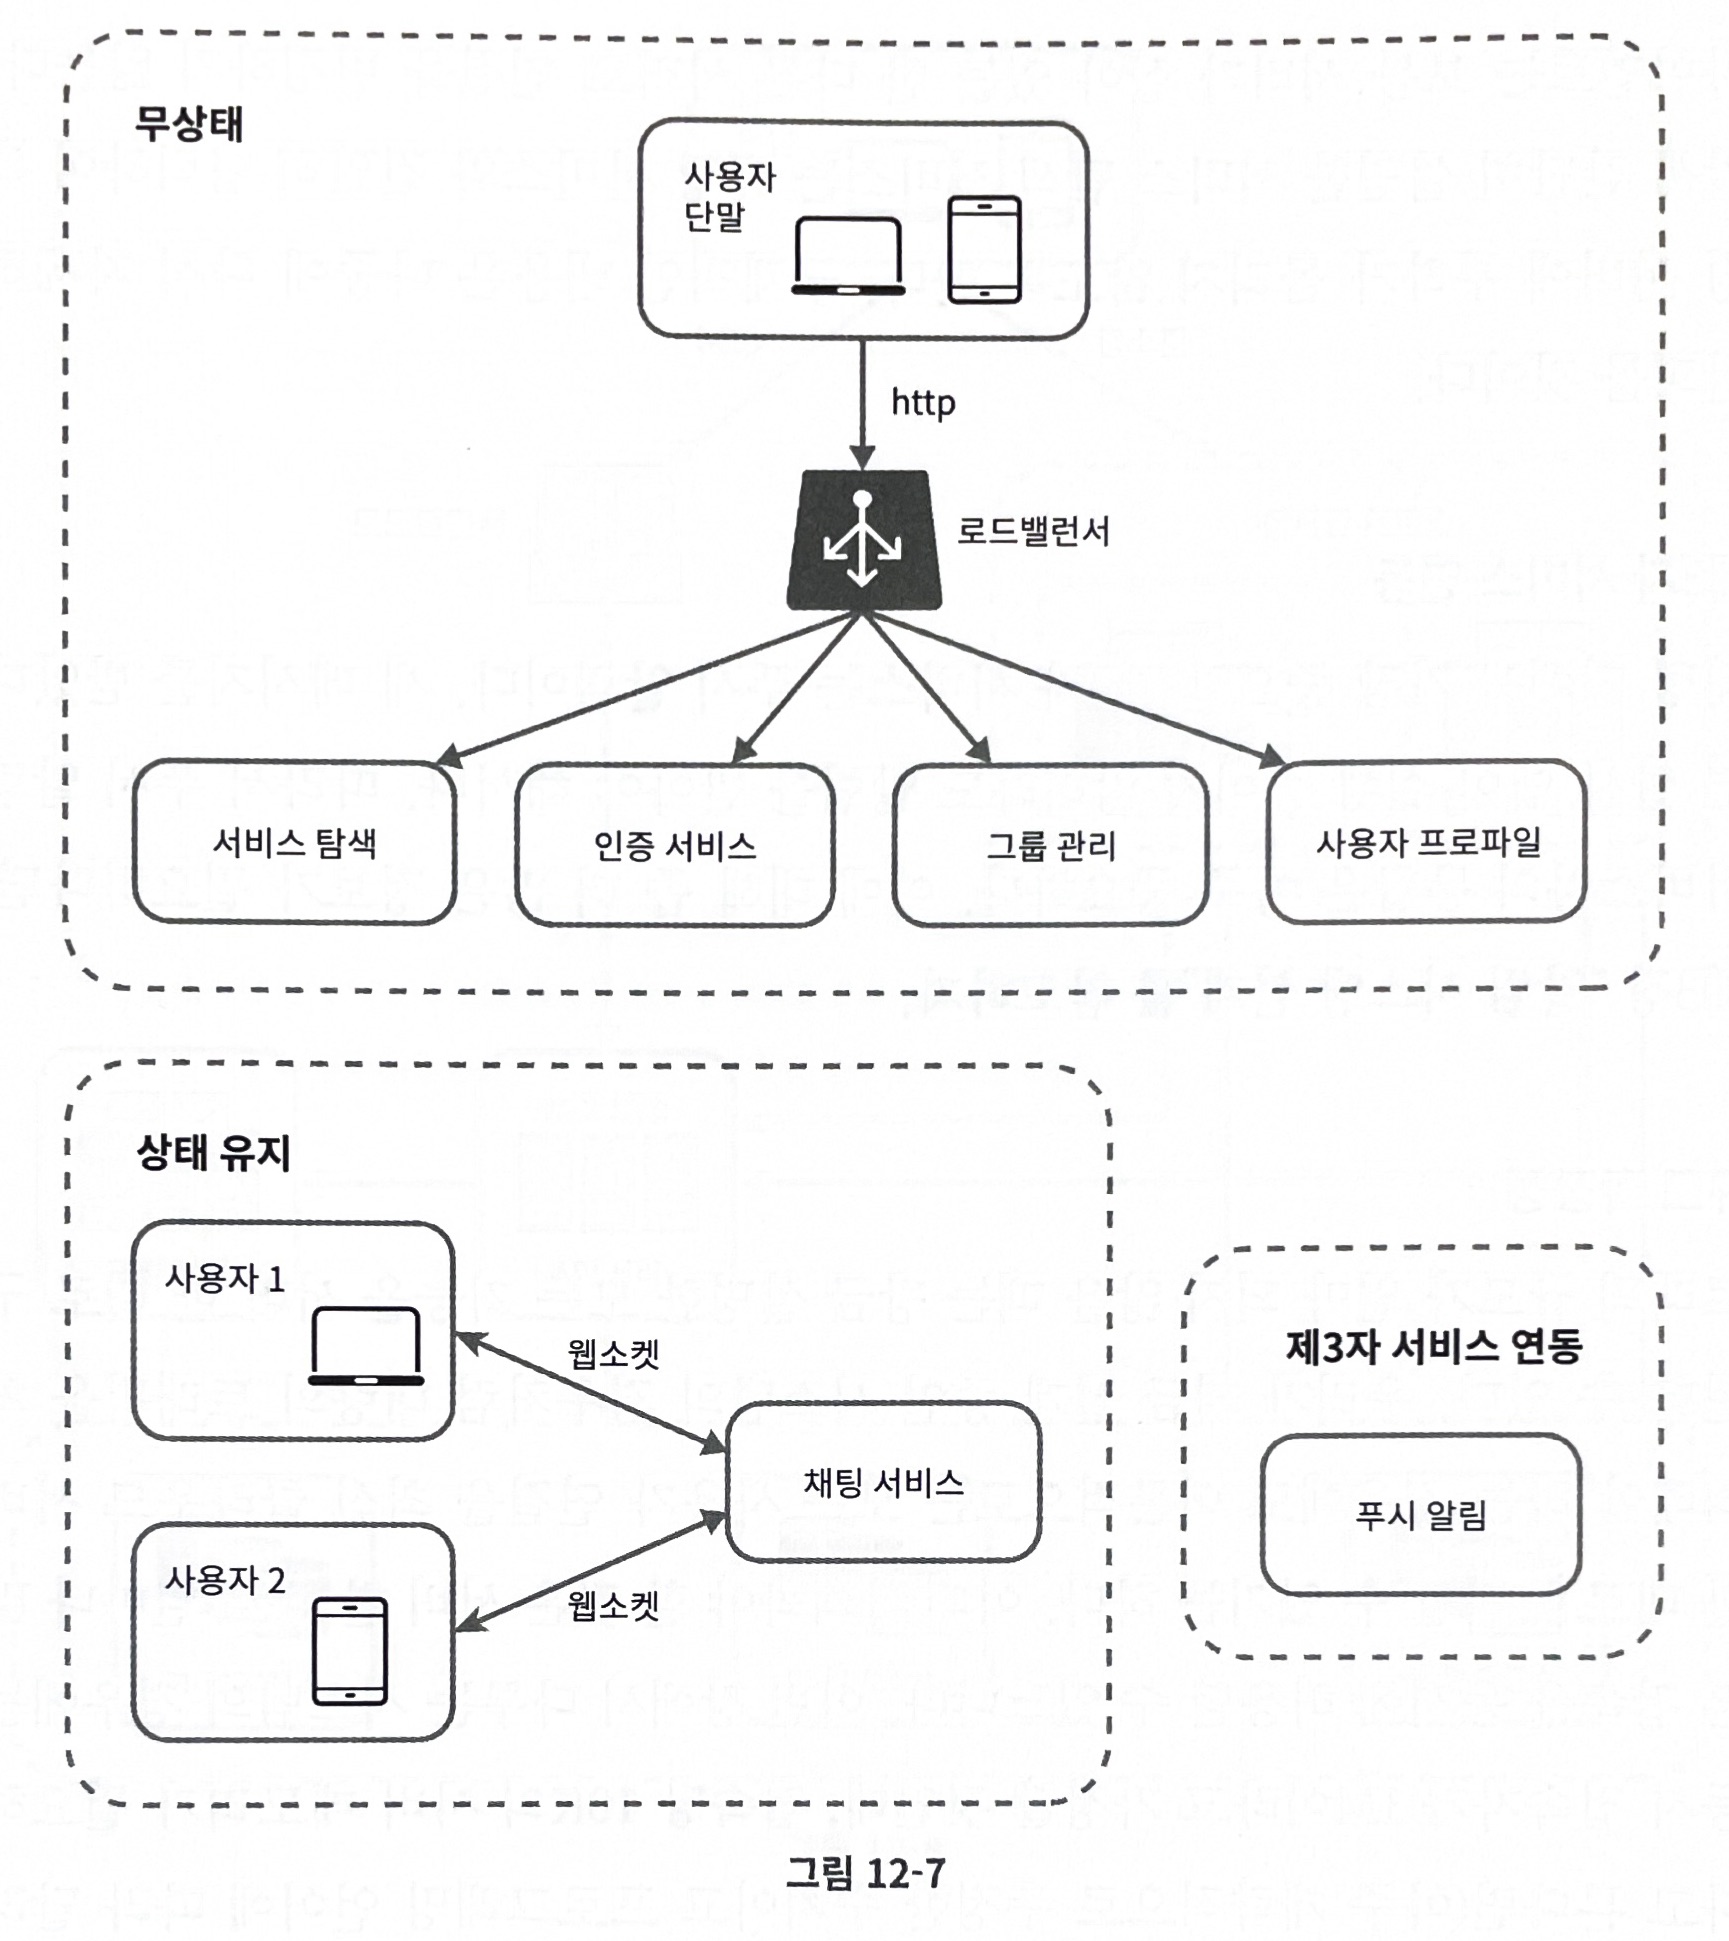 무상태
사용자
단말
http
로드밸런서
서비스 탐색
인증 서비스
그룹 관리
사용자 프로파일
상태 유지
사용자 1
웹소켓
채팅 서비스
사용자 2
웹소켓
제3자 서비스 연동
푸시 알림
그림 12-7